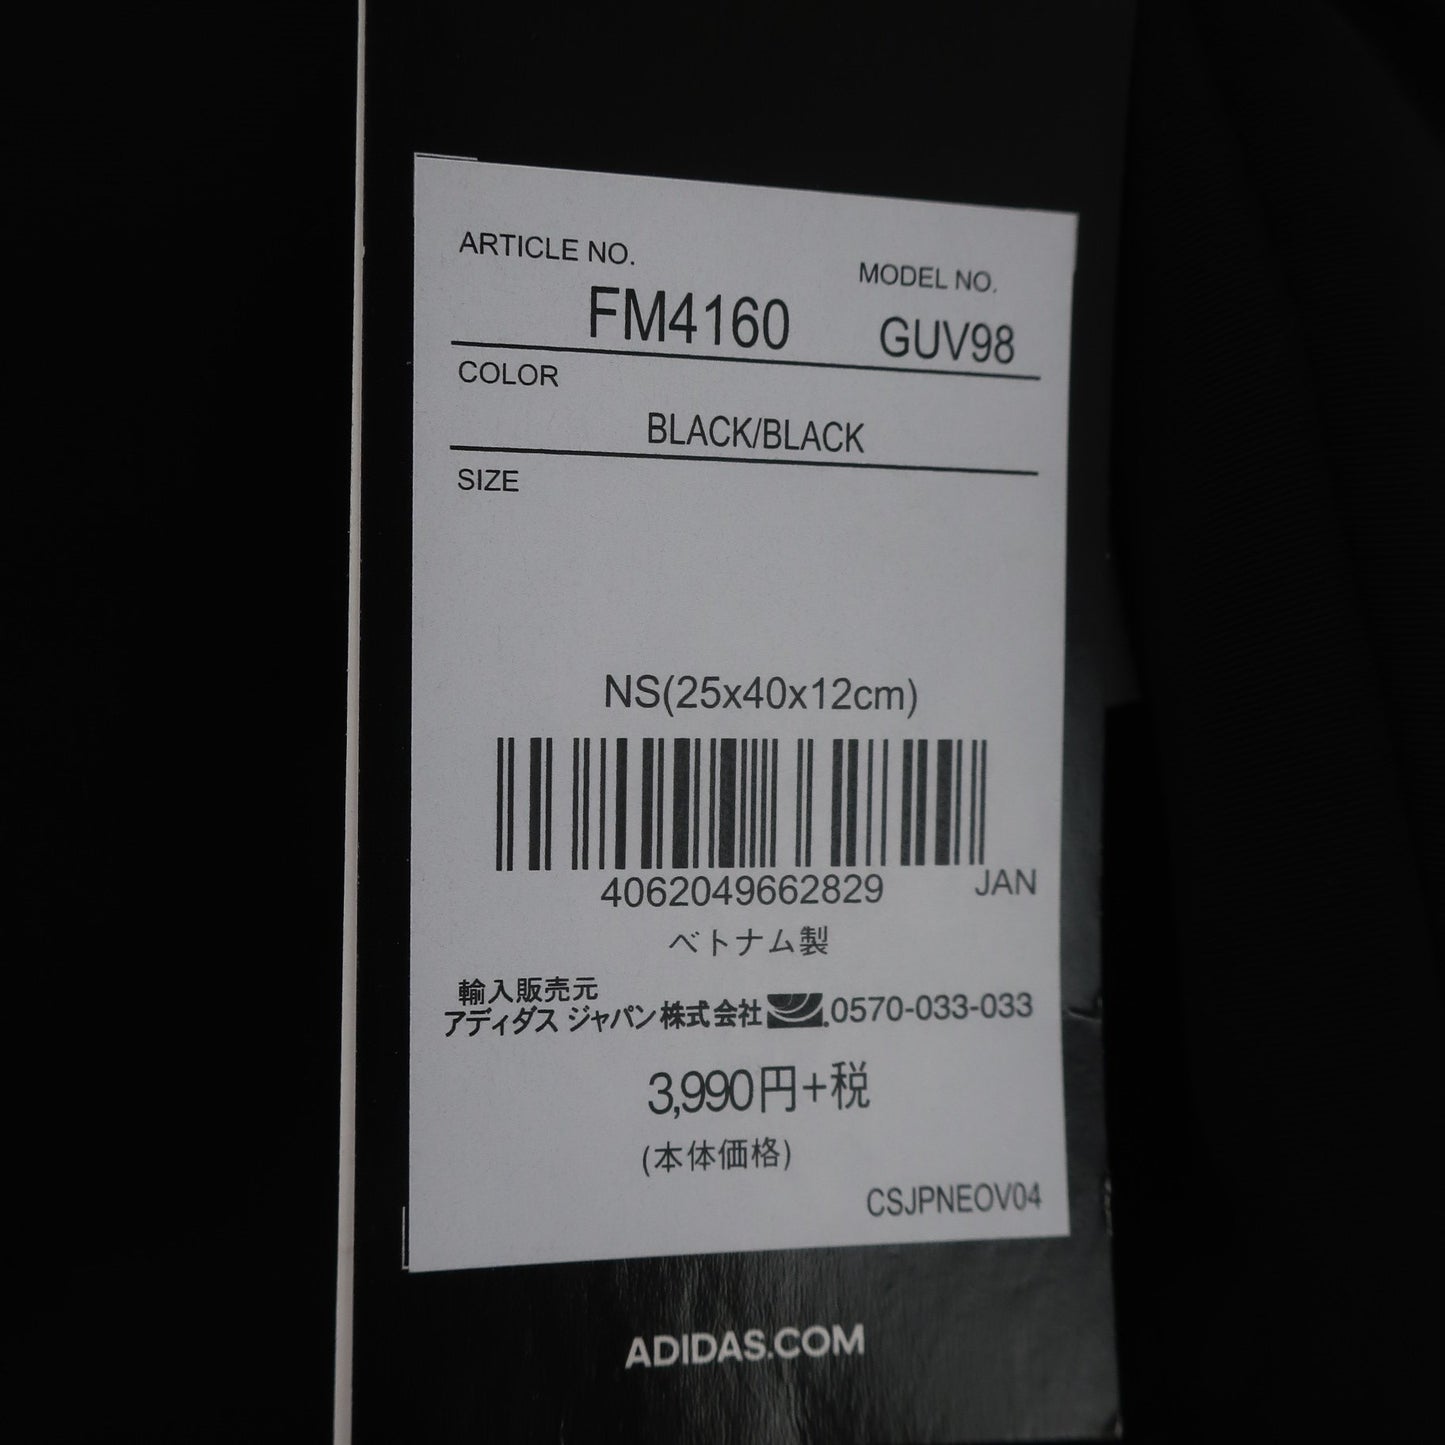 ARTICLE NO.
MODEL NO.
FM4160
GUV98
COLOR
BLACK/BLACK
SIZE
NS(25x40x12cm)
4062049662829
JAN
ベトナム製
輸入販売元
アディダス ジャパン株式会社 0570-033-033
3,990円+税
(本体価格)
CSJPNEOV04
ADIDAS.COM